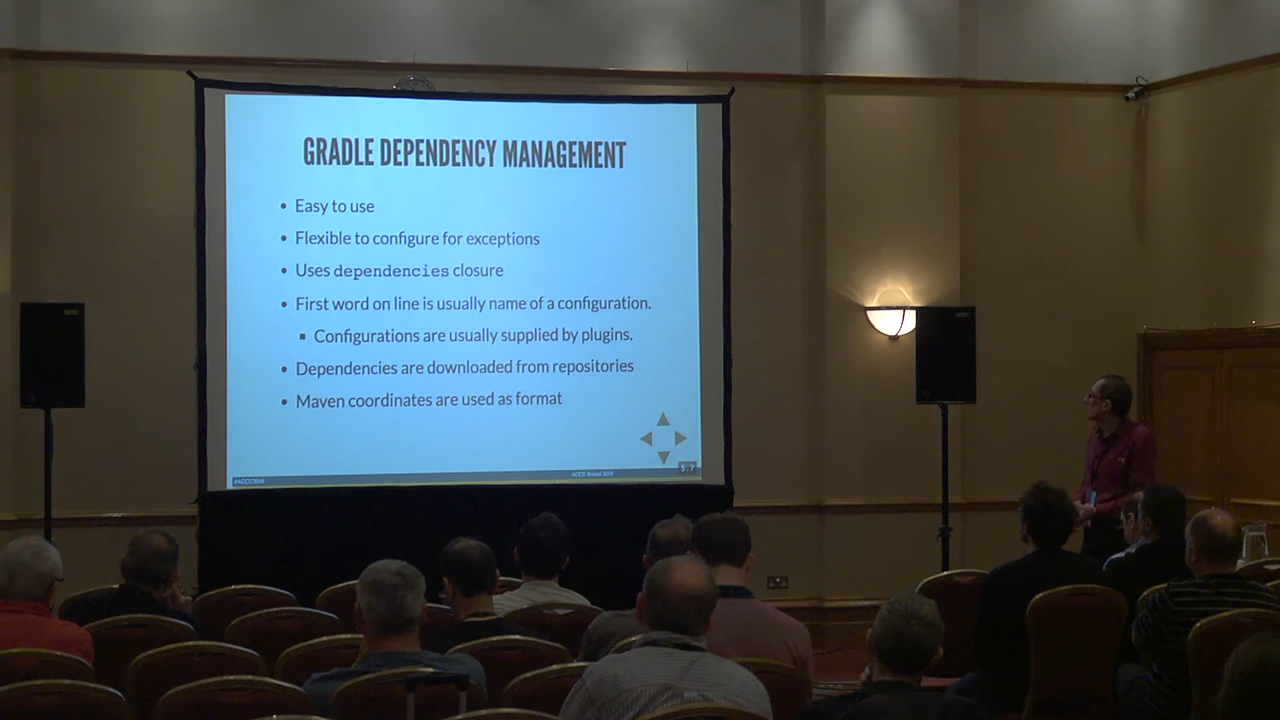 GRADLE DEPENDENCY MANAGEMENT
• Easy to use
• Flexible to configure for exceptions
• Uses dependencies closure
• First word on line is usually name of a configuration.
▪ Configurations are usually supplied by plugins.
• Dependencies are downloaded from repositories
• Maven coordinates are used as format
5.7